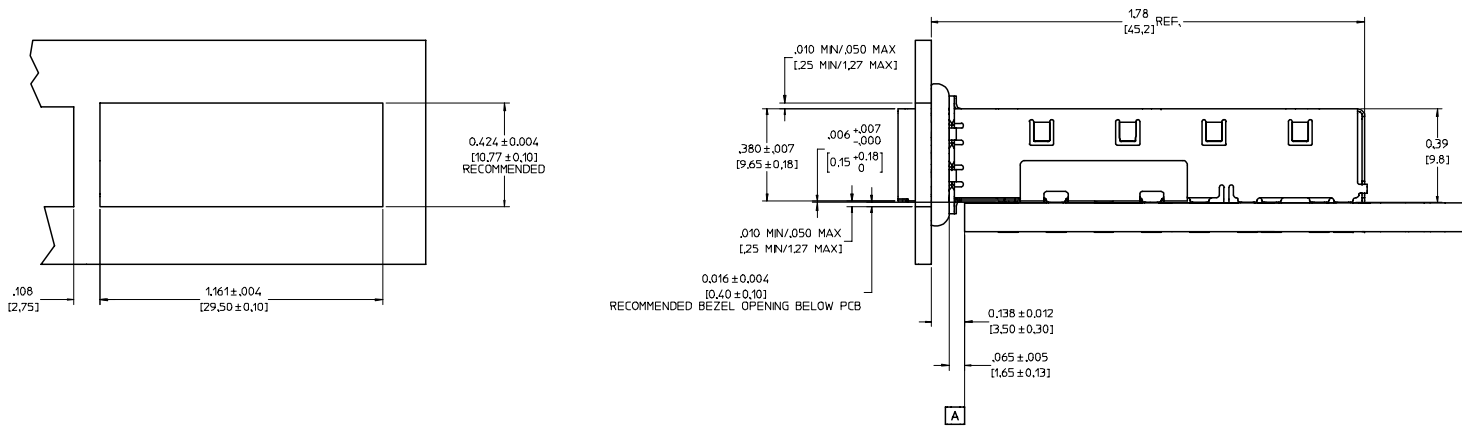 0.424 ±0.004
[10.77 ±0.10]
RECOMMENDED
.108
[2.75]
1.161±.004
[29.50 ±0.10]
1.78 REF.
[45.2]
.010 MIN/.050 MAX
[.25 MIN/1.27 MAX]
.380±.007
[9.65 ±0.18]
.006 +.007
-.000
[0.15 +0.18
0]
0.39
[9.8]
.010 MIN/.050 MAX
[.25 MIN/1.27 MAX]
0.016 ±0.004
[0.40 ±0.10]
RECOMMENDED BEZEL OPENING BELOW PCB
0.138 ±0.012
[3.50 ±0.30]
.065±.005
[1.65 ±0.13]
A